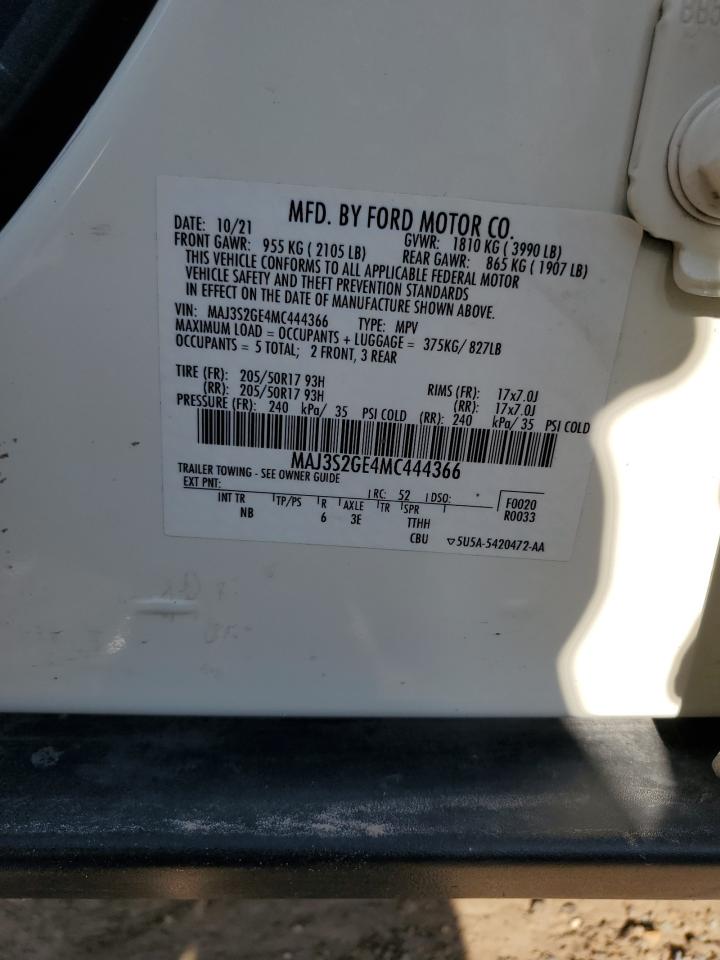 MFD. BY FORD MOTOR CO.
DATE: 10/21 GVWR: 1810 KG ( 3990 LB)
FRONT GAWR: 955 KG ( 2105 LB) REAR GAWR: 865 KG ( 1907 LB)
THIS VEHICLE CONFORMS TO ALL APPLICABLE FEDERAL MOTOR
VEHICLE SAFETY AND THEFT PREVENTION STANDARDS
IN EFFECT ON THE DATE OF MANUFACTURE SHOWN ABOVE.
VIN: MAJ3S2GE4MC444366 TYPE: MPV
MAXIMUM LOAD = OCCUPANTS + LUGGAGE = 375KG/ 827LB
OCCUPANTS = 5 TOTAL; 2 FRONT, 3 REAR
TIRE (FR): 205/50R17 93H RIMS (FR): 17x7.0J
(RR): 205/50R17 93H (RR): 17x7.0J
PRESSURE (FR): 240 kPa/ 35 PSI COLD (RR): 240 kPa/ 35 PSI COLD
MAJ3S2GE4MC444366
TRAILER TOWING - SEE OWNER GUIDE
EXT PNT: RC: 52 DSO: * F0020
INT TR TP/PS R AXLE TR SPR R0033
NB 6 3E TTHH
CBU ▽5U5A-5420472-AA